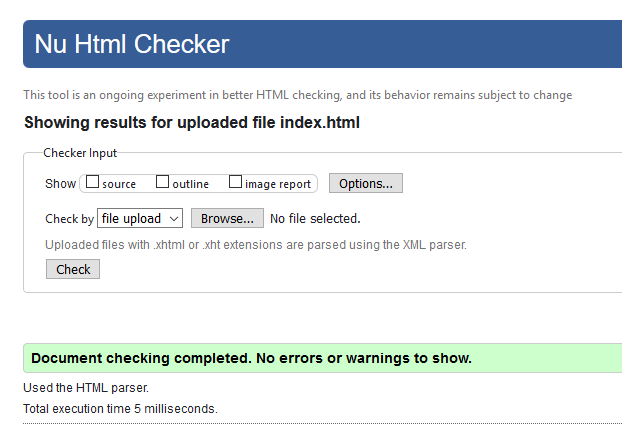 Nu Html Checker
This tool is an ongoing experiment in better HTML checking, and its behavior remains subject to change
Showing results for uploaded file index.html
Checker Input
Show source outline image report Options...
Check by file upload Browse... No file selected.
Uploaded files with .xhtml or .xht extensions are parsed using the XML parser.
Check
Document checking completed. No errors or warnings to show.
Used the HTML parser.
Total execution time 5 milliseconds.